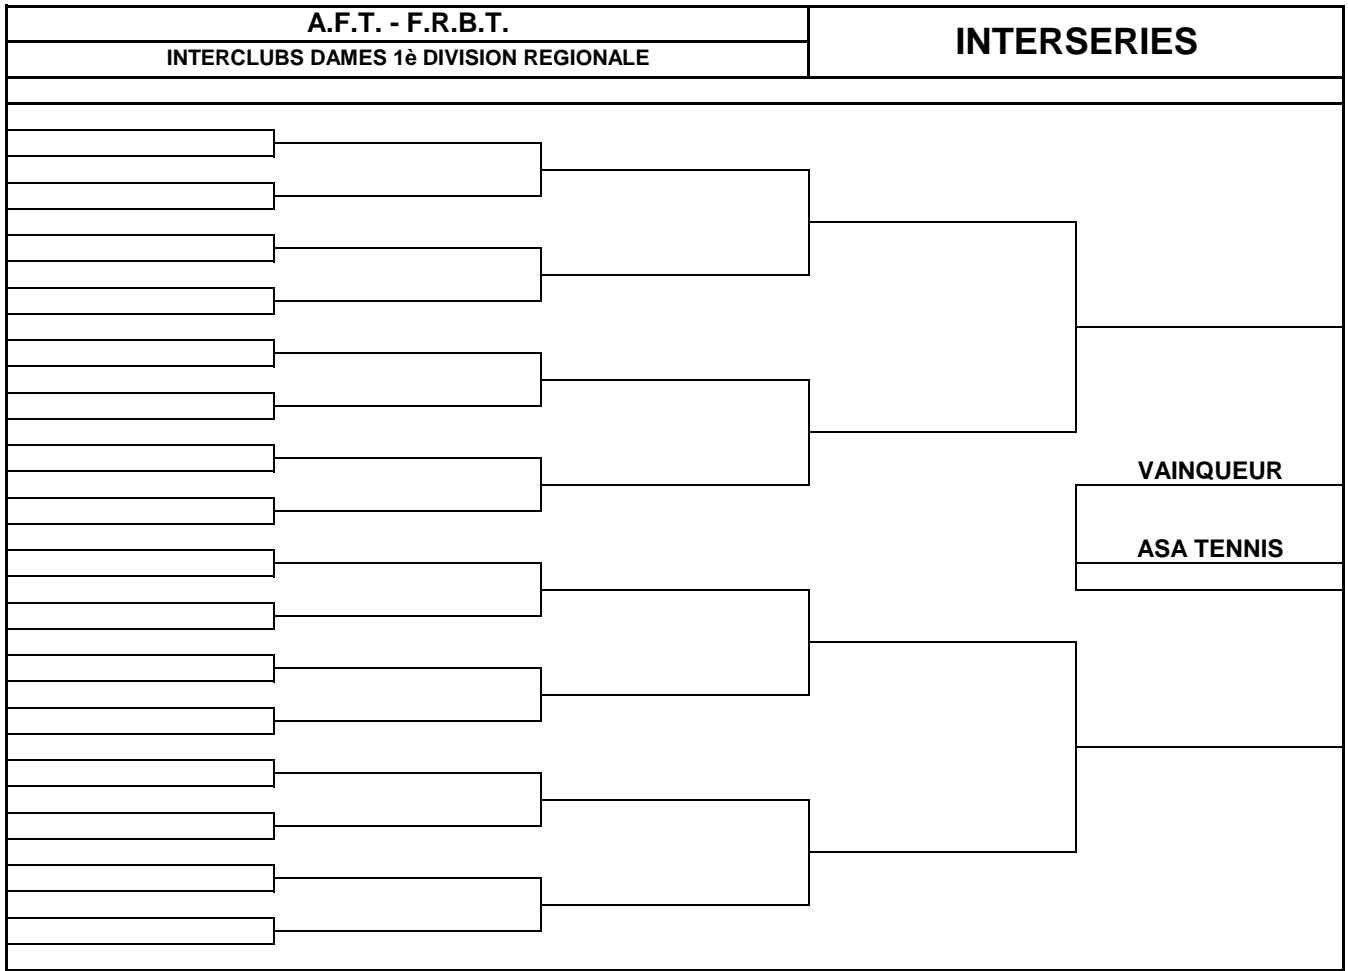 A.F.T. - F.R.B.T.
INTERCLUBS DAMES 1è DIVISION REGIONALE
INTERSERIES
VAINQUEUR
ASA TENNIS